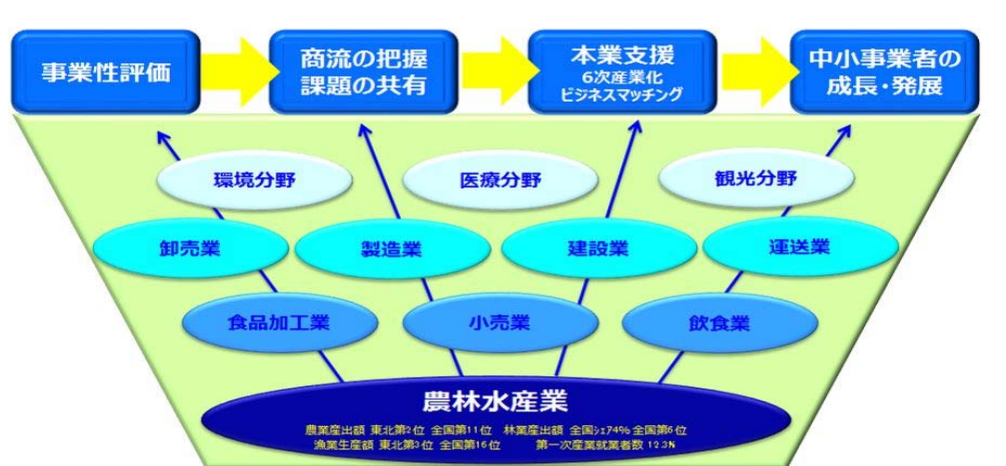 事業性評価
商流の把握
課題の共有
本業支援
6次産業化
ビジネスマッチング
中小事業者の
成長・発展
環境分野
医療分野
観光分野
卸売業
製造業
建設業
運送業
食品加工業
小売業
飲食業
農林水産業
農業産出額 東北第2位 全国第11位 林業産出額 全国シェア4% 全国第6位
漁業生産額 東北第3位 全国第16位 第一次産業就業者数 12.3%